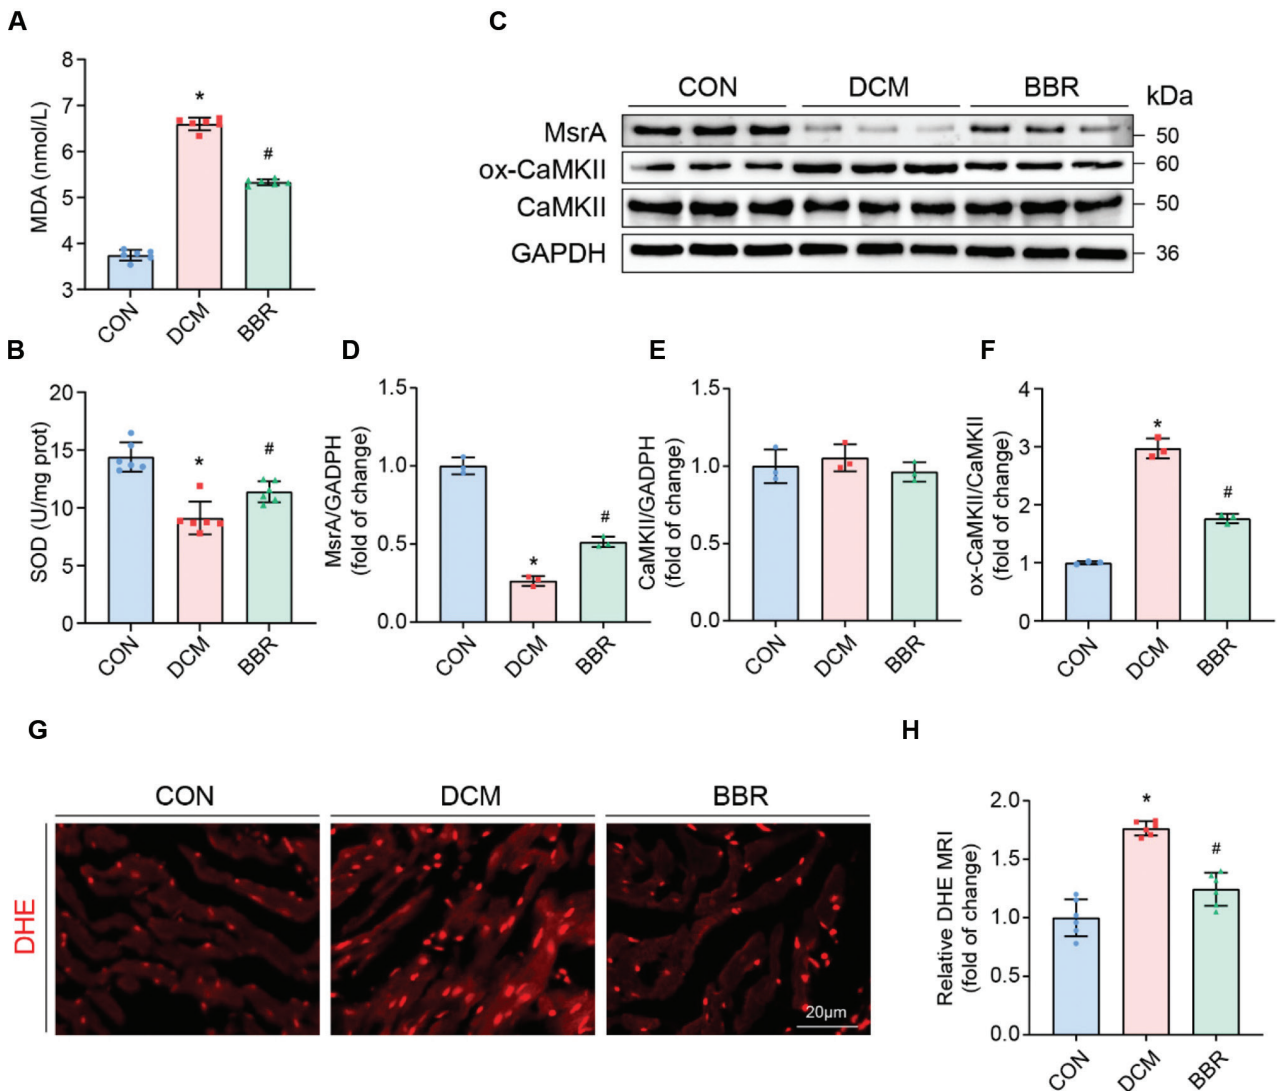 A
MDA (nmol/L)
8
7
6
5
4
3
*
#
CON
DCM
BBR
C
CON
DCM
BBR
kDa
MsrA
50
ox-CaMKII
60
CaMKII
50
GAPDH
36
B
SOD (U/mg prot)
20
15
10
5
0
*
#
CON
DCM
BBR
D
MsrA/GADPH
(fold of change)
1.5
1.0
0.5
0.0
*
#
CON
DCM
BBR
E
CaMKII/GADPH
(fold of change)
1.5
1.0
0.5
0.0
CON
DCM
BBR
F
ox-CaMKII/CaMKII
(fold of change)
4
3
2
1
0
*
#
CON
DCM
BBR
G
CON
DCM
BBR
DHE
20μm
H
Relative DHE MRI
(fold of change)
2.0
1.5
1.0
0.5
0.0
*
#
CON
DCM
BBR